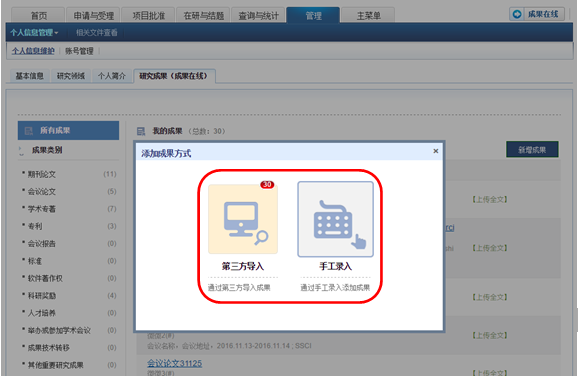 首页 申请与受理 项目批准 在研与结题 查询与统计 管理 主菜单 成果在线
个人信息管理 相关文件查看
个人信息维护 账号管理
基本信息 研究领域 个人简介 研究成果（成果在线）
所有成果 我的成果 （总数：30）
新增成果
成果类别
添加成果方式 ×
期刊论文 (11)
会议论文 (5)
学术专著 (7)
专利 (3)
会议报告 (0)
标准 (0)
软件著作权 (0)
科研奖励 (4)
人才培养 (0)
举办或参加学术会议 (0)
成果技术转移 (0)
其他重要研究成果 (0)
30
第三方导入 手工录入
通过第三方导入成果 通过手工录入添加成果
【上传全文】
rci
【上传全文】
【上传全文】
【上传全文】
会议名称，会议地址，2016.11.13-2016.11.14；SSCI
会议论文31125
【上传全文】